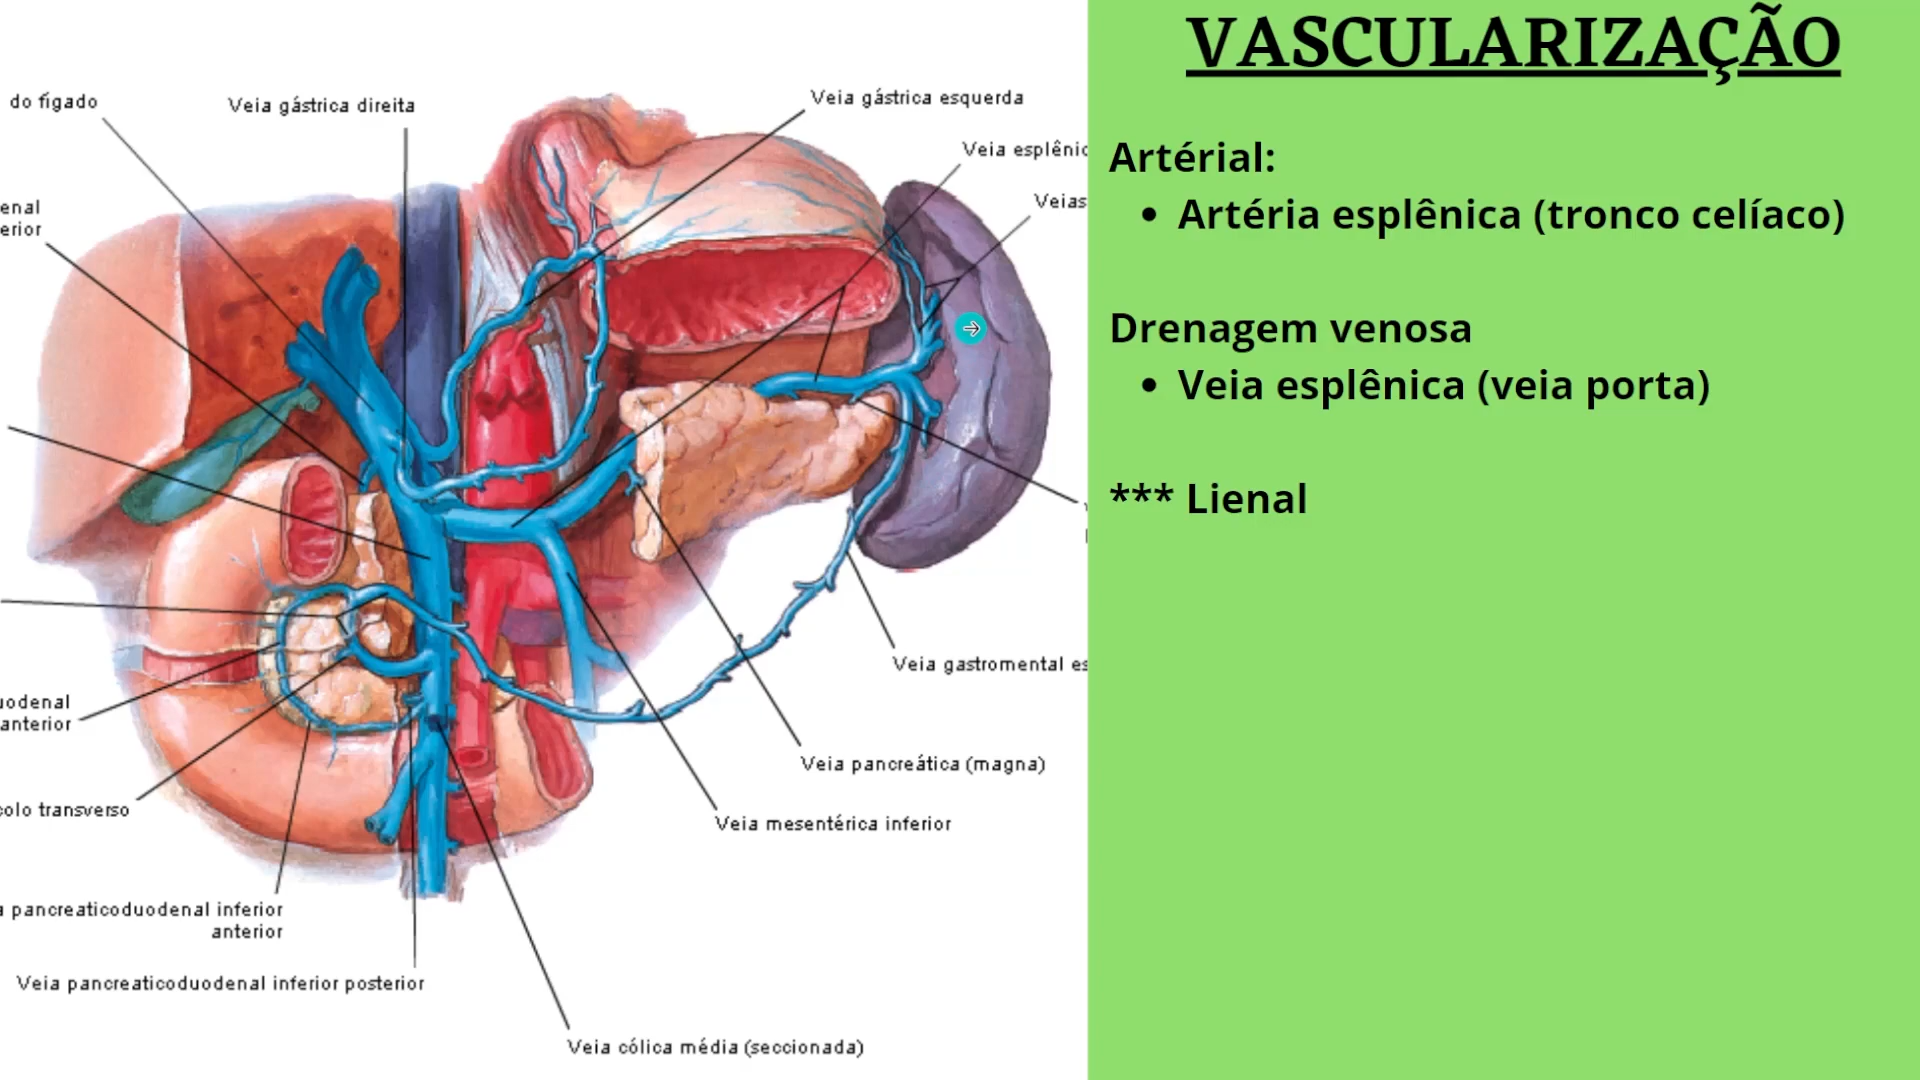 VASCULARIZAÇÃO
do fígado
Veia gástrica direita
Veia gástrica esquerda
Veia esplênic
Veias
enal
erior
Artérial:
• Artéria esplênica (tronco celíaco)
Drenagem venosa
• Veia esplênica (veia porta)
*** Lienal
Veia gastromental es
uodenal
anterior
Veia pancreática (magna)
colo transverso
Veia mesentérica inferior
a pancreaticoduodenal inferior
anterior
Veia pancreaticoduodenal inferior posterior
Veia cólica média (seccionada)